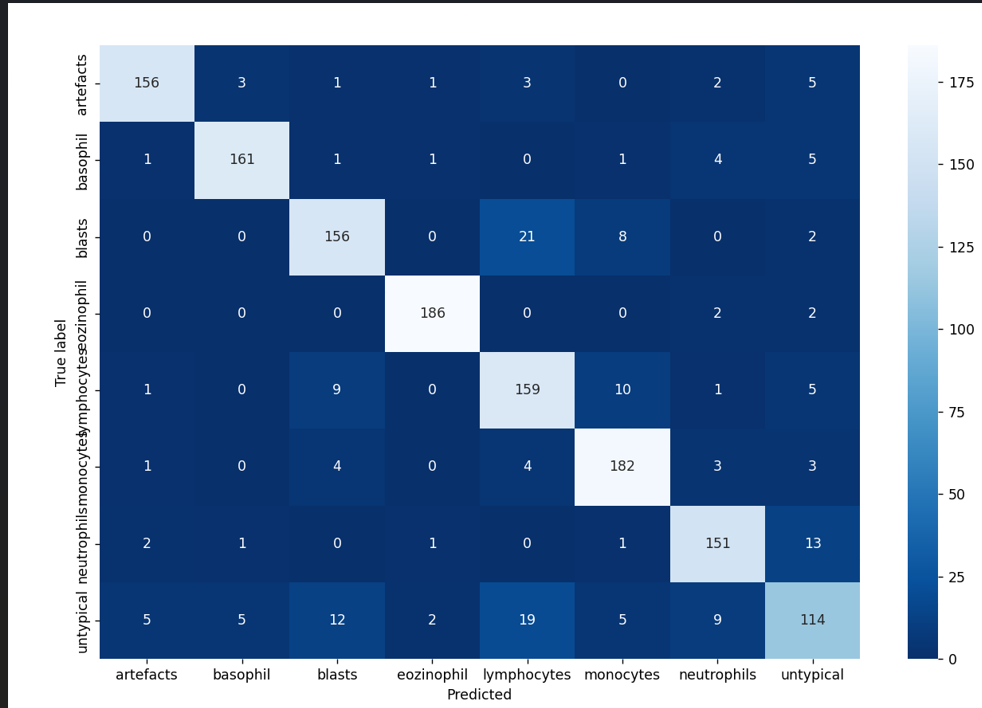 artefacts 156 3 1 1 3 0 2 5
basophil 1 161 1 1 0 1 4 5
blasts 0 0 156 0 21 8 0 2
eozinophil 0 0 0 186 0 0 2 2
lymphocytes 1 0 9 0 159 10 1 5
monocytes 1 0 4 0 4 182 3 3
neutrophils 2 1 0 1 0 1 151 13
untypical 5 5 12 2 19 5 9 114
True label
artefacts basophil blasts eozinophil lymphocytes monocytes neutrophils untypical
Predicted
175
150
125
100
75
50
25
0